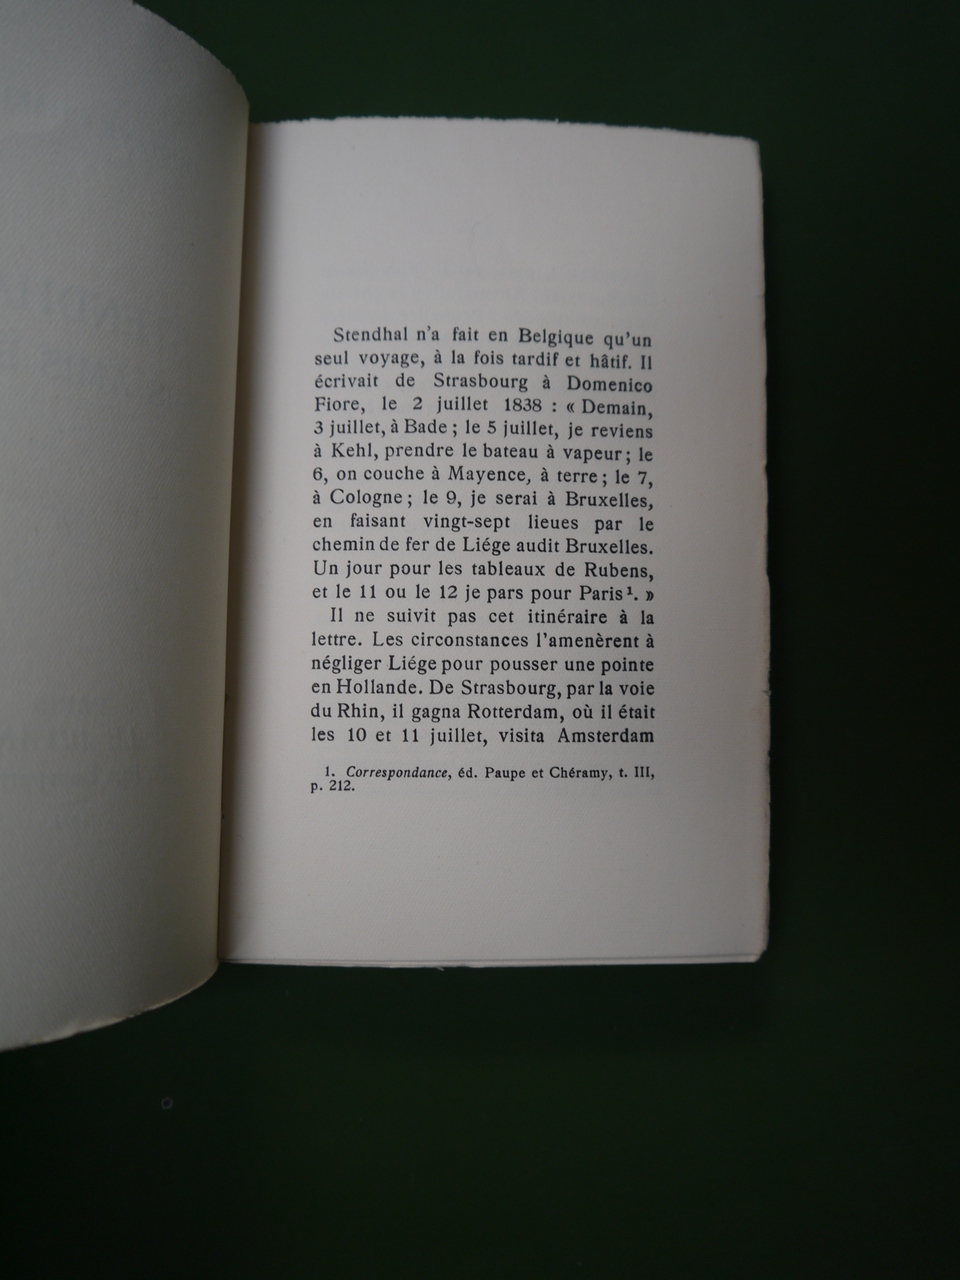 Stendhal n'a fait en Belgique qu'un
seul voyage, à la fois tardif et hâtif. Il
écrivait de Strasbourg à Domenico
Fiore, le 2 juillet 1838 : « Demain,
3 juillet, à Bade ; le 5 juillet, je reviens
à Kehl, prendre le bateau à vapeur ; le
6, on couche à Mayence, à terre ; le 7,
à Cologne ; le 9, je serai à Bruxelles,
en faisant vingt-sept lieues par le
chemin de fer de Liége audit Bruxelles.
Un jour pour les tableaux de Rubens,
et le 11 ou le 12 je pars pour Paris¹. »
Il ne suivit pas cet itinéraire à la
lettre. Les circonstances l'amenèrent à
négliger Liége pour pousser une pointe
en Hollande. De Strasbourg, par la voie
du Rhin, il gagna Rotterdam, où il était
les 10 et 11 juillet, visita Amsterdam
1. Correspondance, éd. Paupe et Chéramy, t. III,
p. 212.